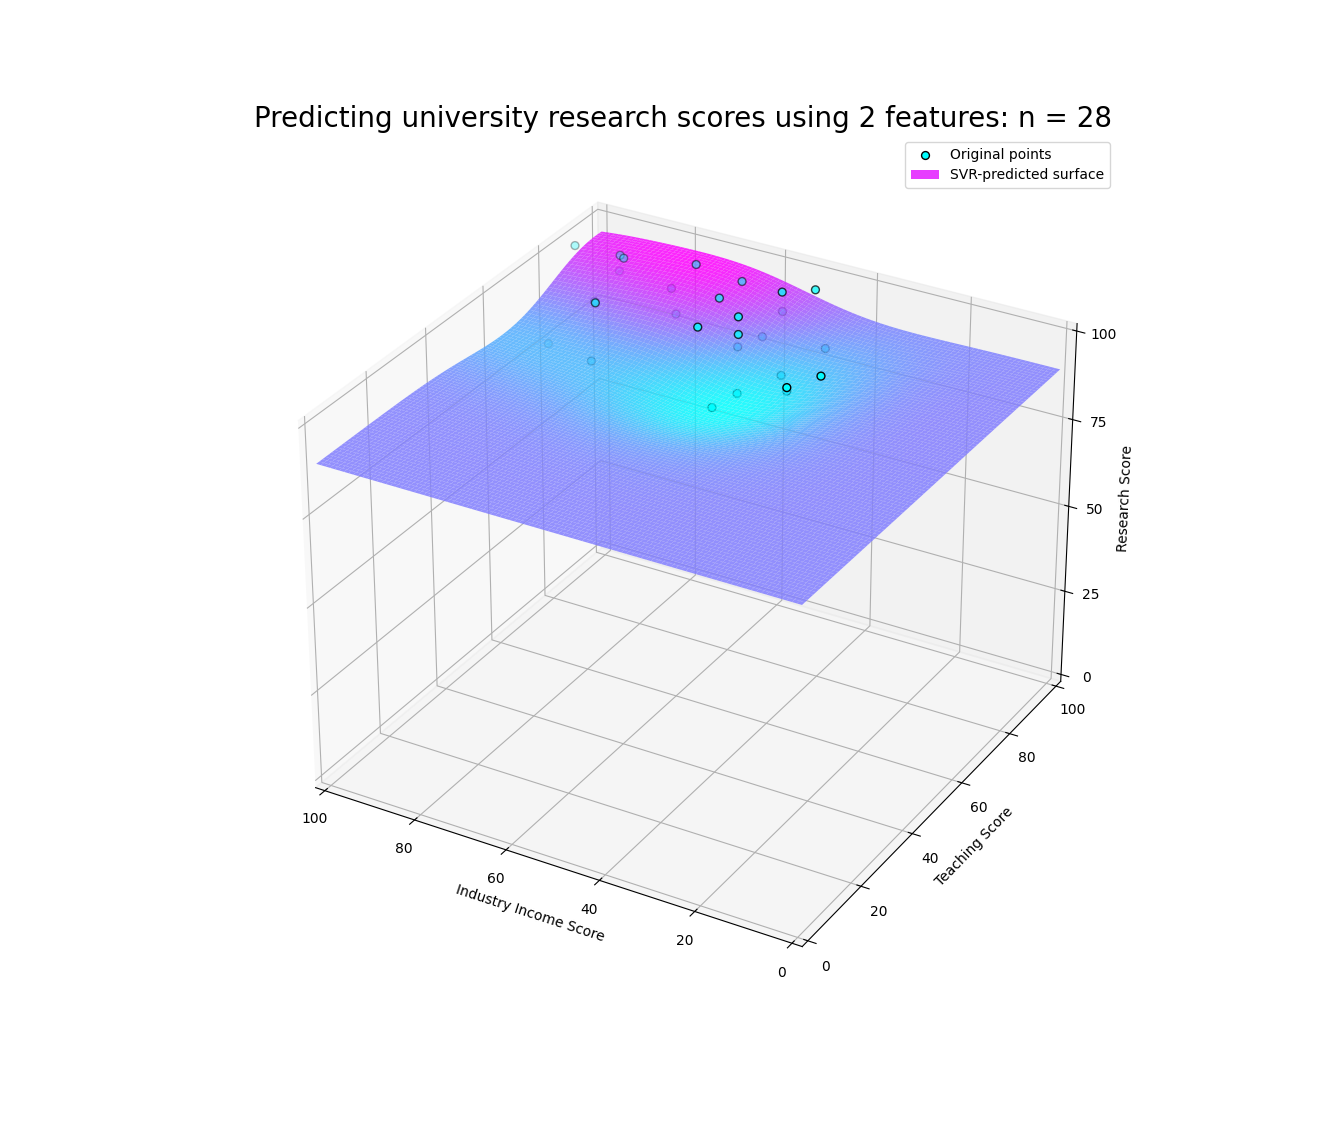 Predicting university research scores using 2 features: n = 28
Original points
SVR-predicted surface
100
75
50
25
0
Research Score
100
80
60
40
20
0
Teaching Score
100
80
60
40
20
0
Industry Income Score